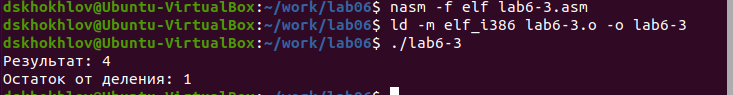 dskhokhlov@Ubuntu-VirtualBox:~/work/lab06$ nasm -f elf lab6-3.asm
dskhokhlov@Ubuntu-VirtualBox:~/work/lab06$ ld -m elf_i386 lab6-3.o -o lab6-3
dskhokhlov@Ubuntu-VirtualBox:~/work/lab06$ ./lab6-3
Результат: 4
Остаток от деления: 1
dskhokhlov@Ubuntu-VirtualBox:~/work/lab06$